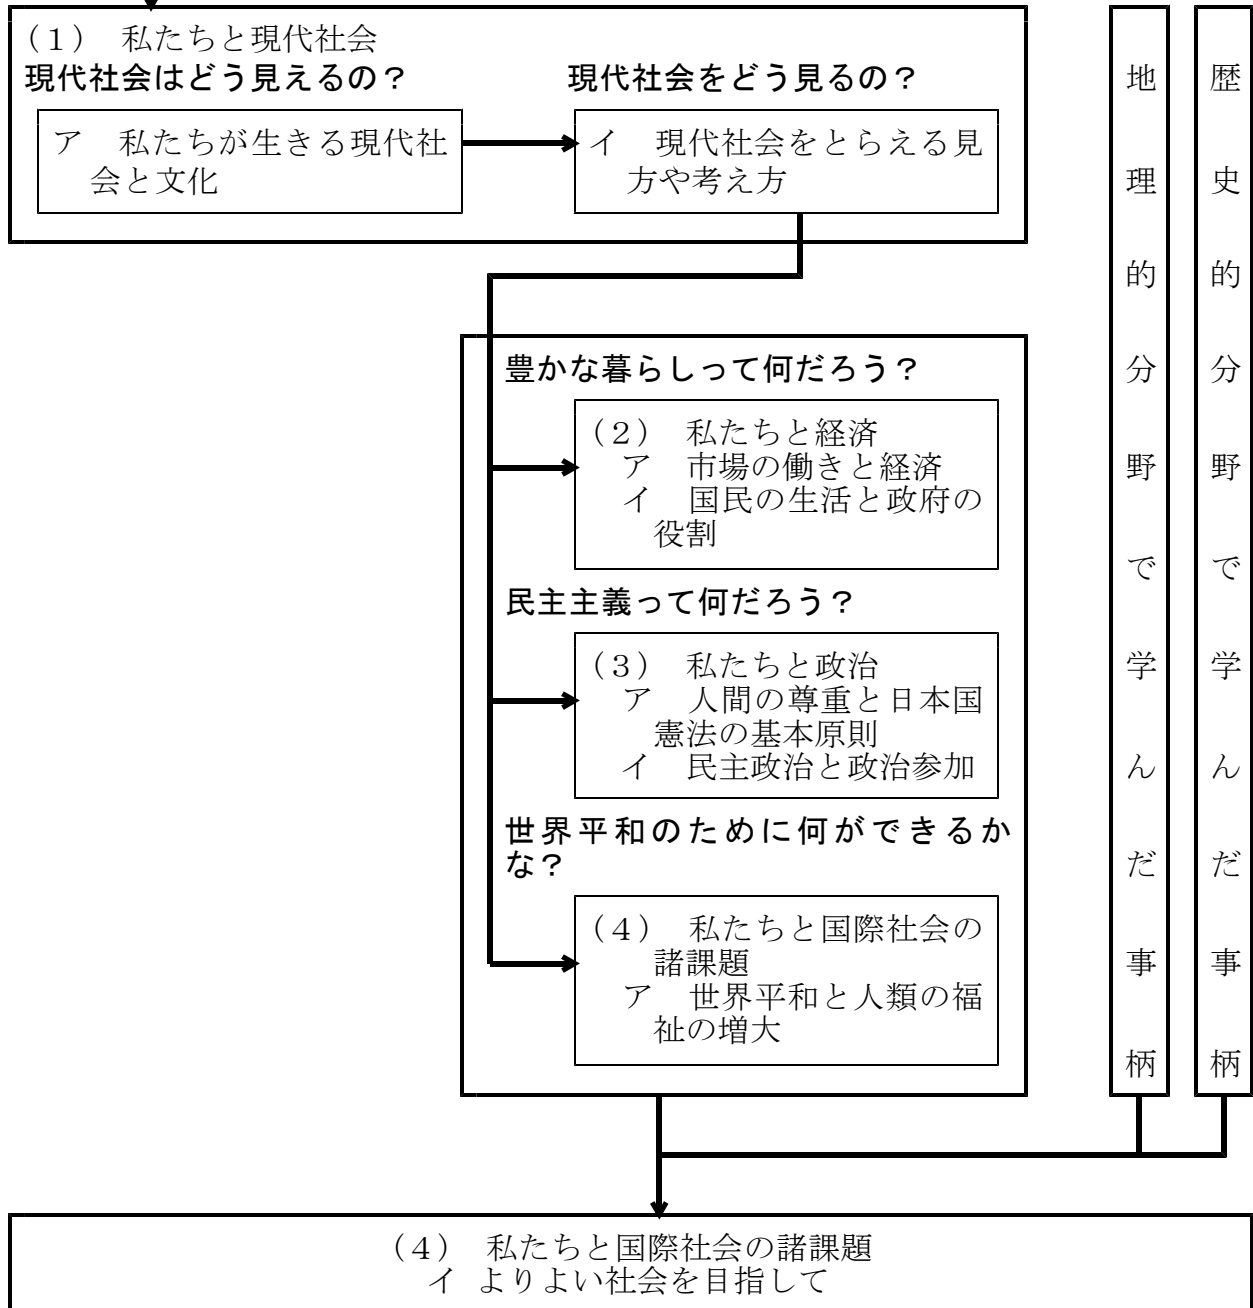 （１）　私たちと現代社会
現代社会はどう見えるの？
現代社会をどう見るの？
ア　私たちが生きる現代社
会と文化
イ　現代社会をとらえる見
方や考え方
豊かな暮らしって何だろう？
（２）　私たちと経済
ア　市場の働きと経済
イ　国民の生活と政府の
役割
民主主義って何だろう？
（３）　私たちと政治
ア　人間の尊重と日本国
憲法の基本原則
イ　民主政治と政治参加
世界平和のために何ができるか
な？
（４）　私たちと国際社会の
諸課題
ア　世界平和と人類の福
祉の増大
地理的分野で学んだ事柄
歴史的分野で学んだ事柄
（４）　私たちと国際社会の諸課題
イ よりよい社会を目指して